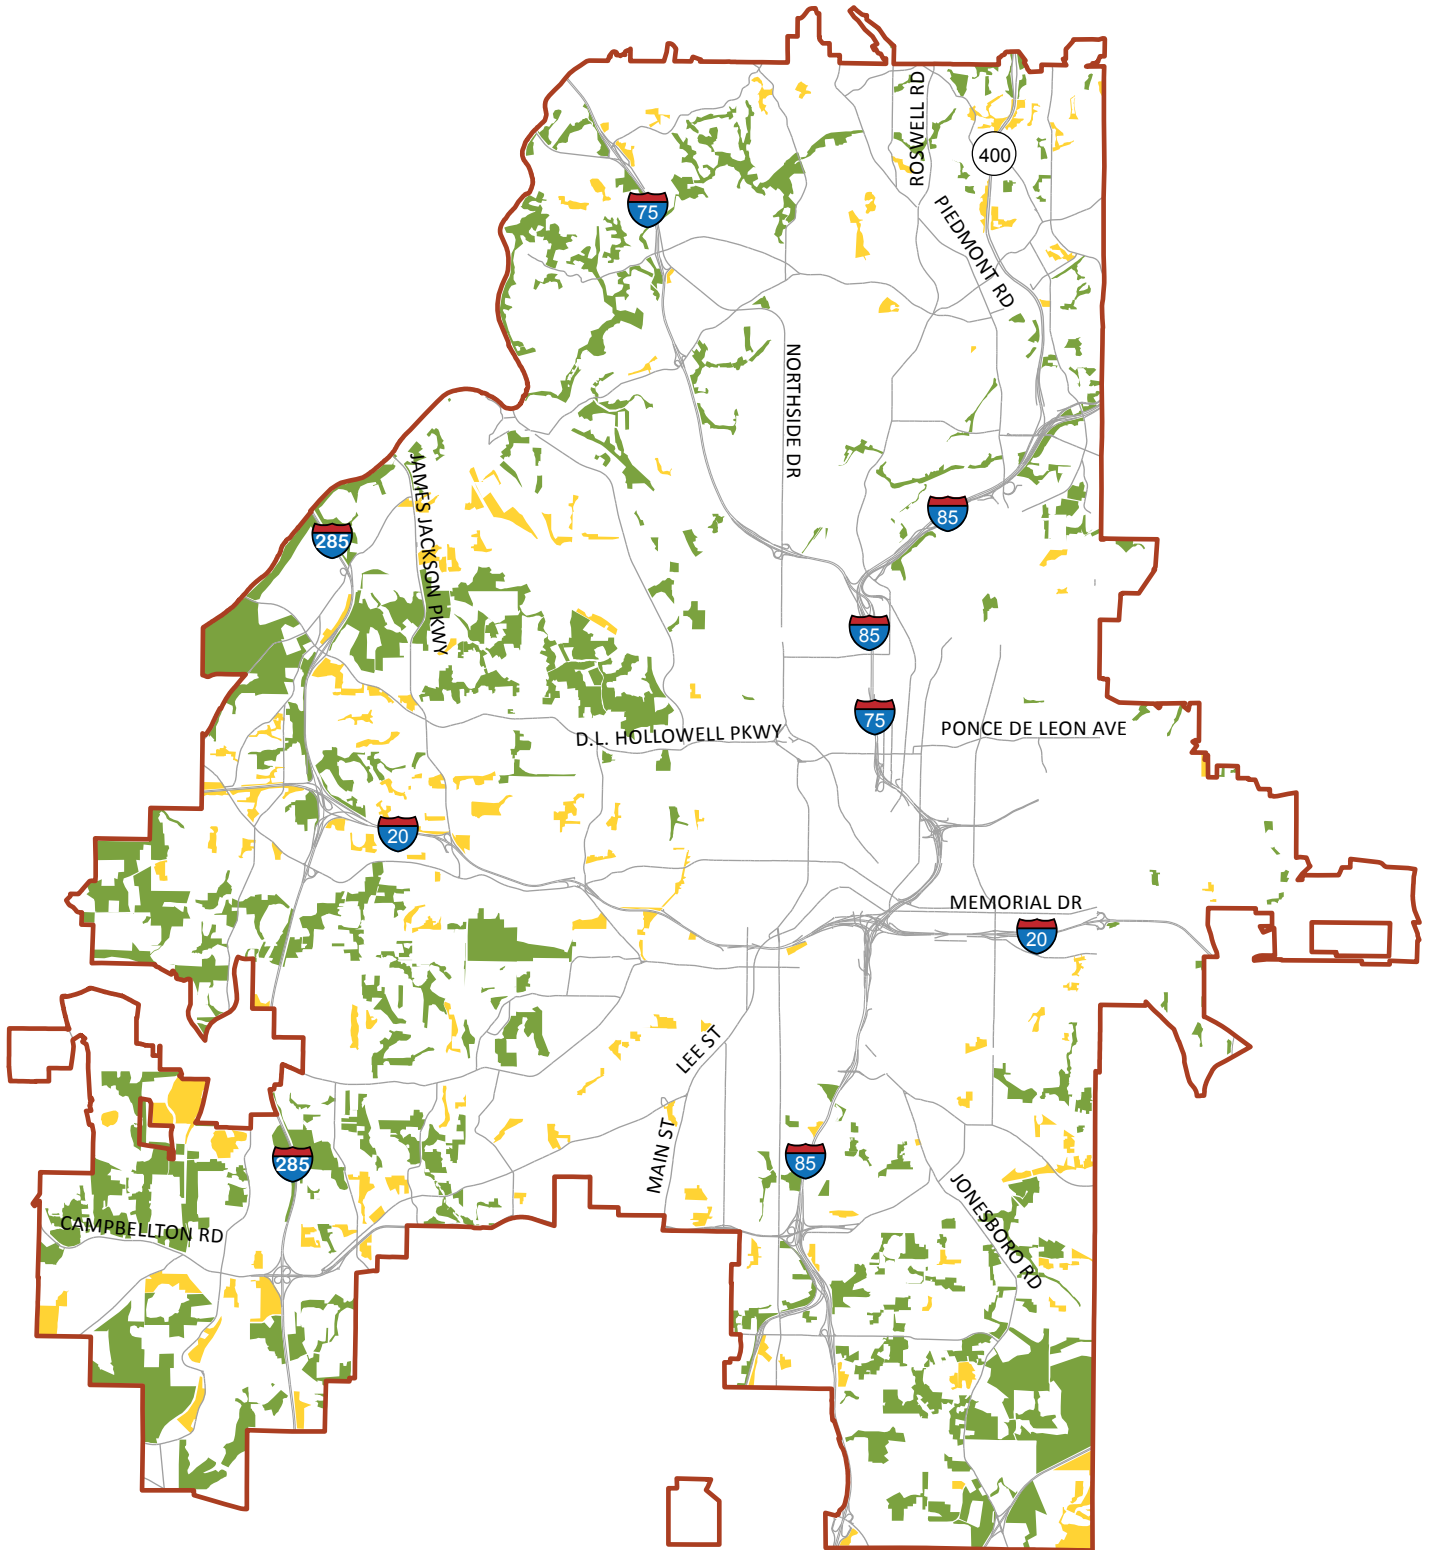 ROSWELL RD
400
75
PIEDMONT RD
NORTHSIDE DR
JAMES JACKSON PKWY
85
285
85
75
PONCE DE LEON AVE
D.L. HOLLOWELL PKWY
20
MEMORIAL DR
20
LEE ST
MAIN ST
85
285
JONESBORO RD
CAMPBELLTON RD